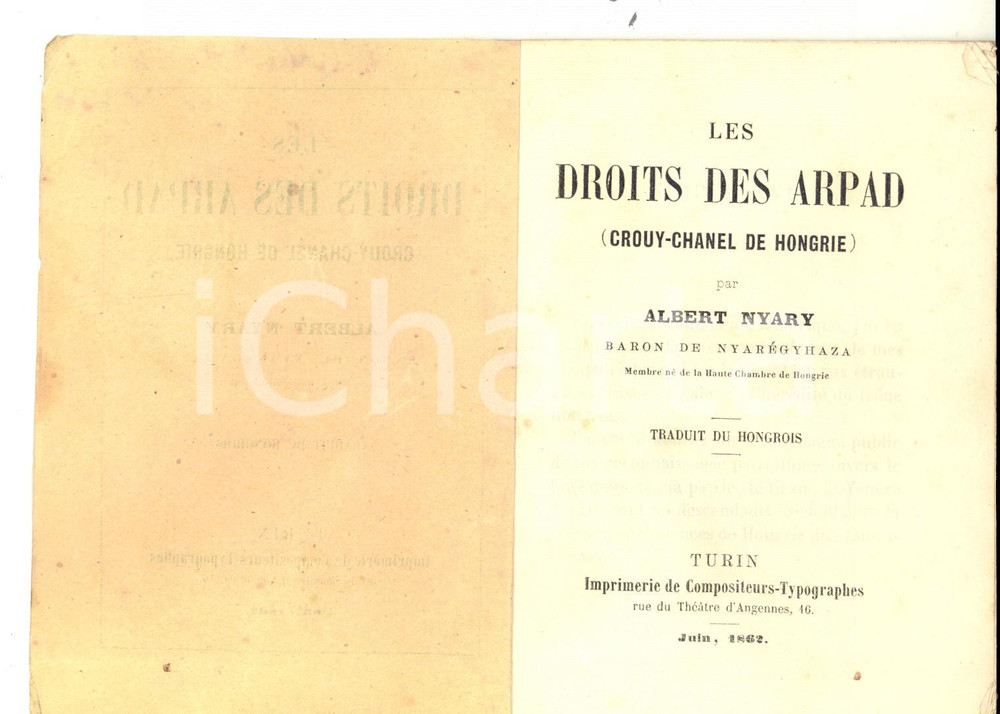 LES
DROITS DES ARPAD
(CROUY-CHANEL DE HONGRIE)
par
ALBERT NYARY
BARON DE NYARÉGYHAZA
Membre né de la Haute Chambre de Hongrie
TRADUIT DU HONGROIS
TURIN
Imprimerie de Compositeurs-Typographes
rue du Théâtre d'Angennes, 16.
Juin, 1862.